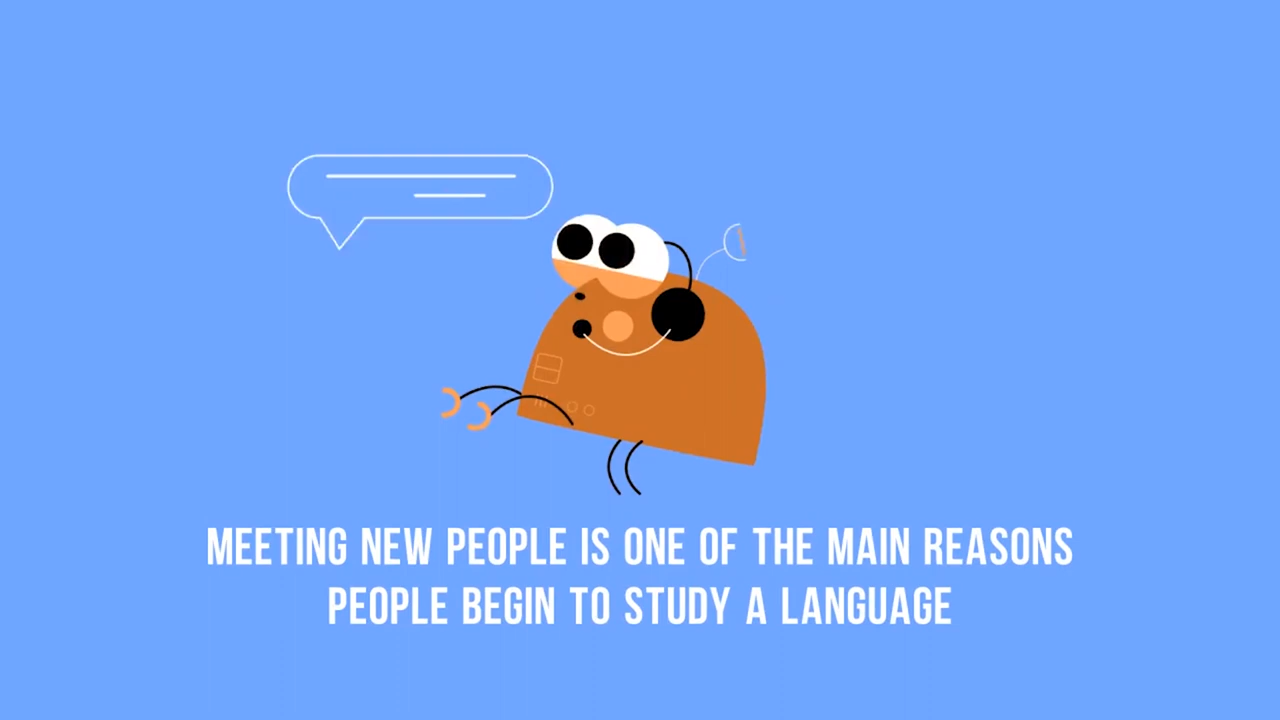 MEETING NEW PEOPLE IS ONE OF THE MAIN REASONS
PEOPLE BEGIN TO STUDY A LANGUAGE